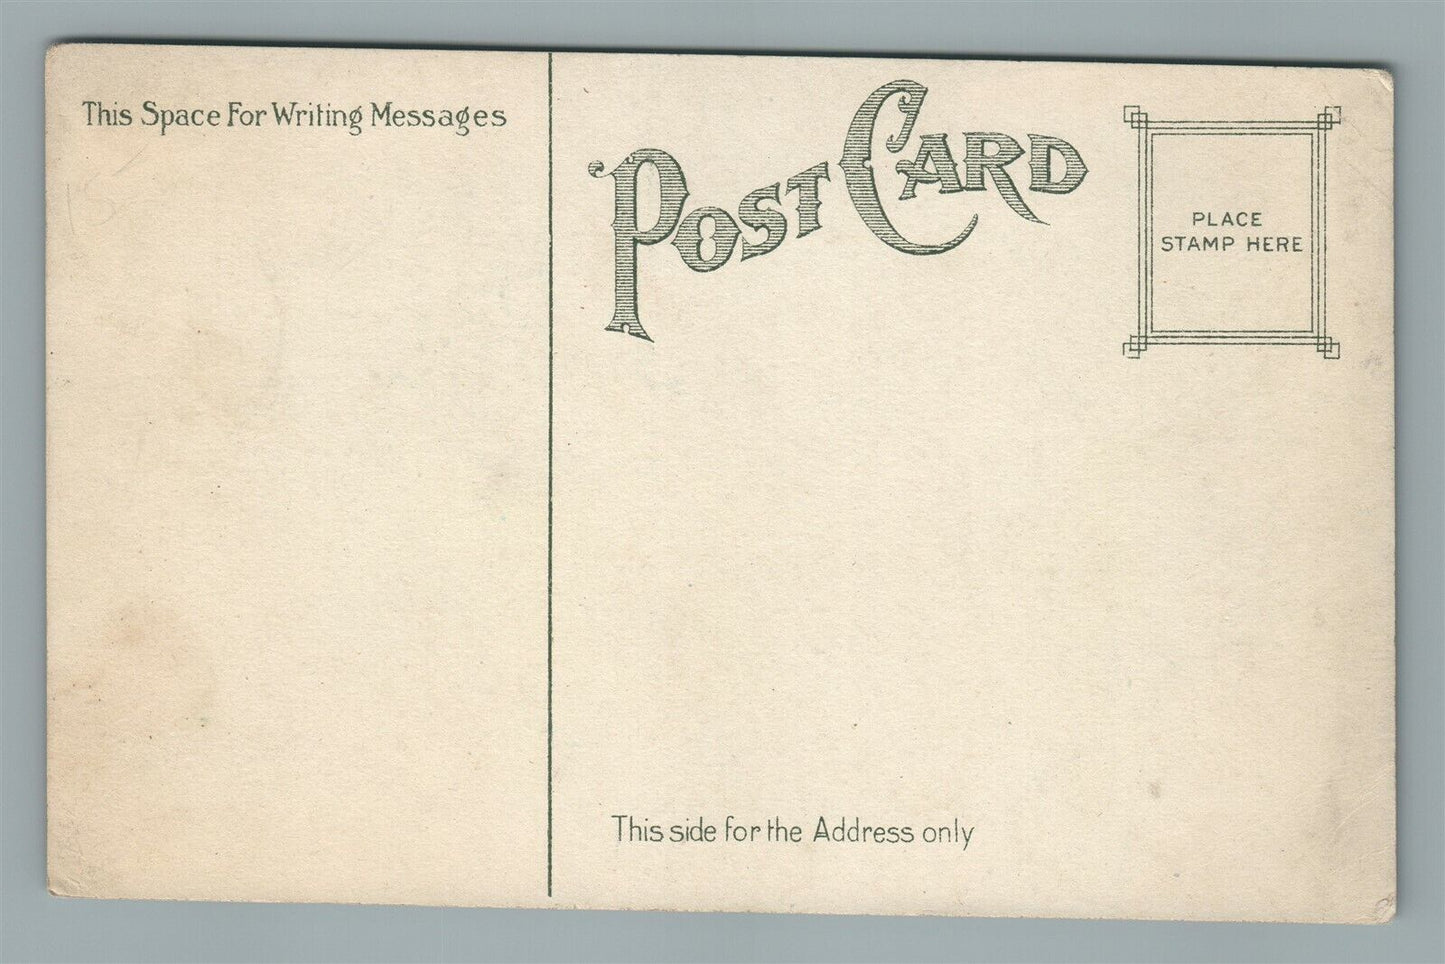 This Space For Writing Messages
POST CARD
PLACE
STAMP HERE
This side for the Address only